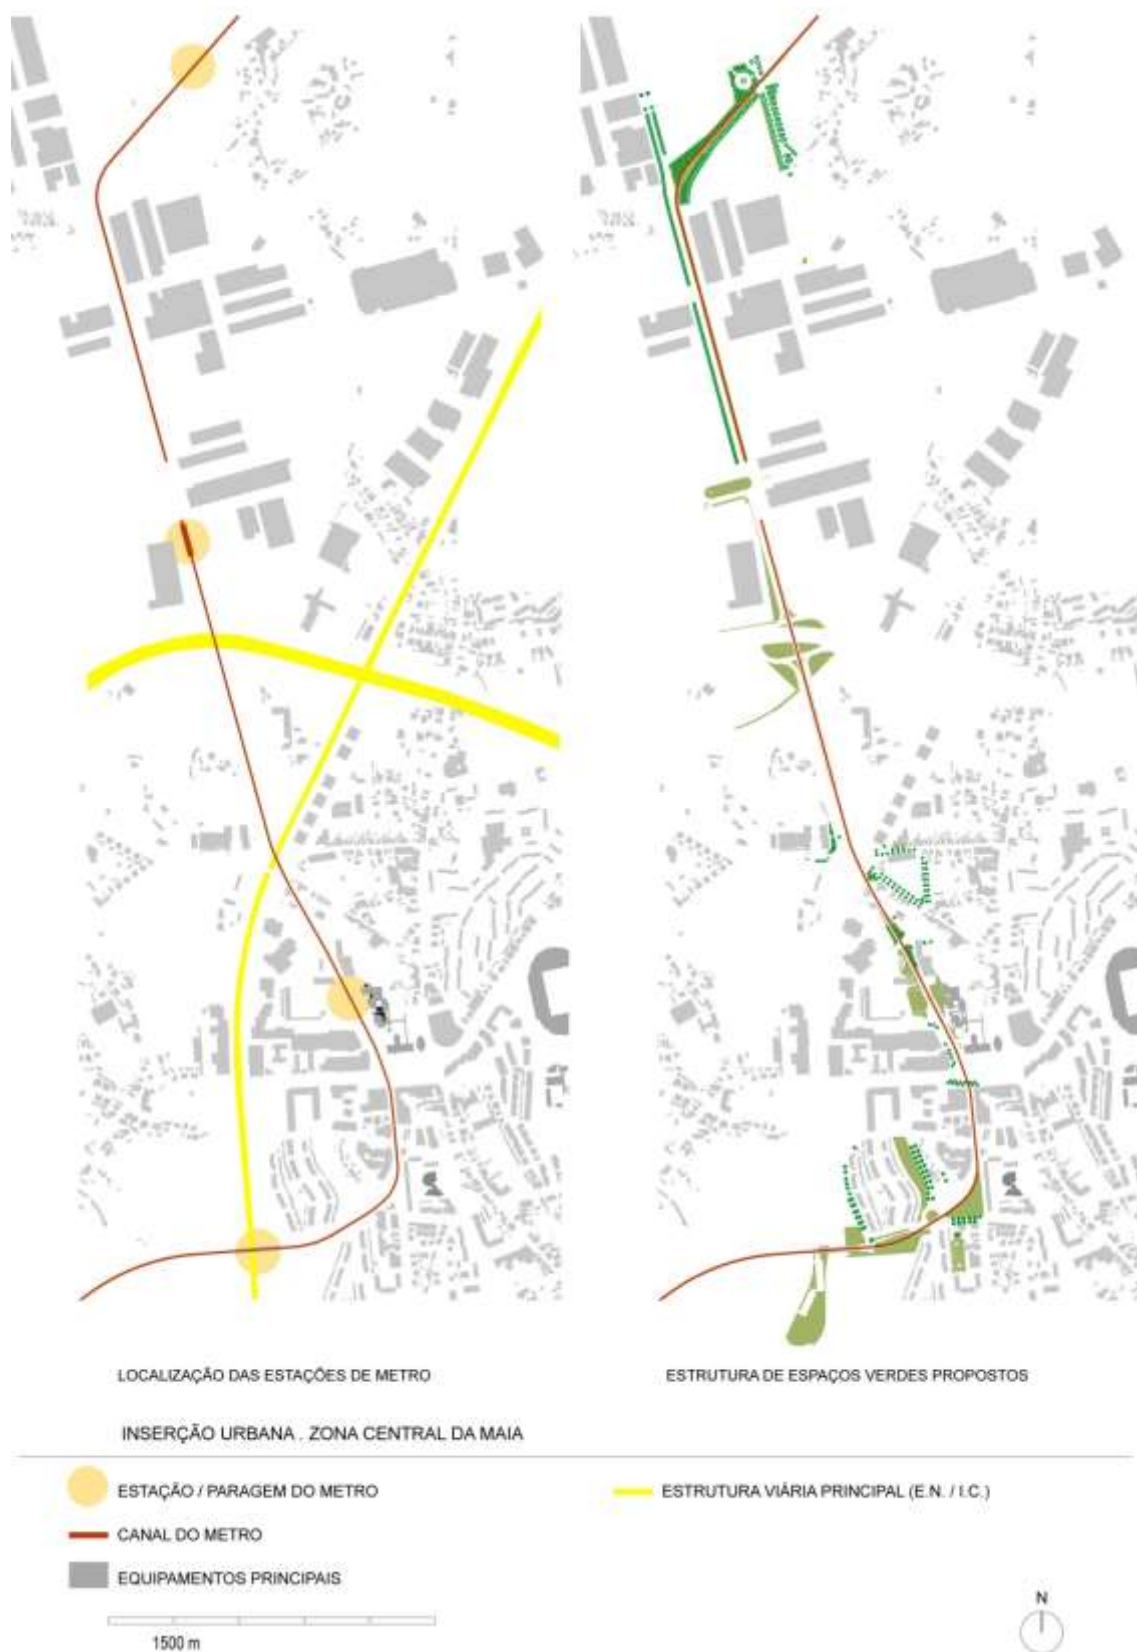 LOCALIZAÇÃO DAS ESTAÇÕES DE METRO
ESTRUTURA DE ESPAÇOS VERDES PROPOSTOS
INSERÇÃO URBANA . ZONA CENTRAL DA MAIA
ESTAÇÃO / PARAGEM DO METRO
ESTRUTURA VIÁRIA PRINCIPAL (E.N. / I.C.)
CANAL DO METRO
EQUIPAMENTOS PRINCIPAIS
N
1500 m